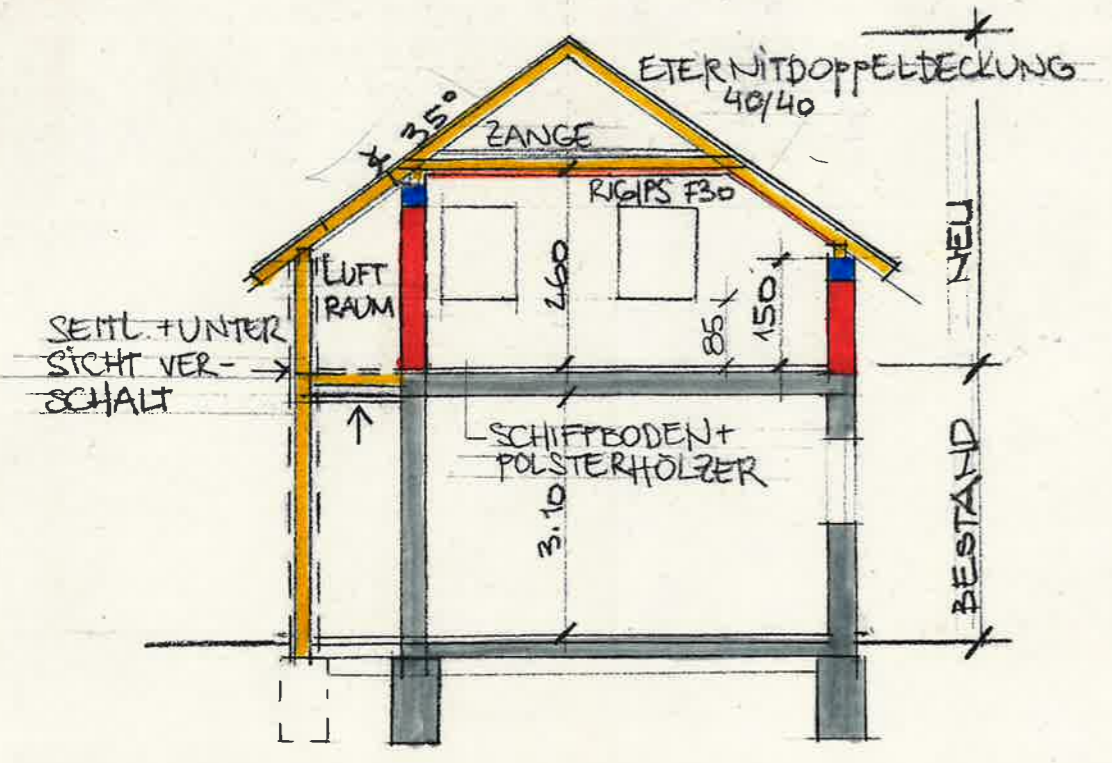 ETERNITDOPPELDECKUNG
40/40
∡ 35°
ZANGE
RIGIPS F30
NEU
LUFT
RAUM
260
85
150
SEITL.+UNTER
SICHT VER-
SCHALT
SCHIFFBODEN+
POLSTERHÖLZER
3.10
BESTAND